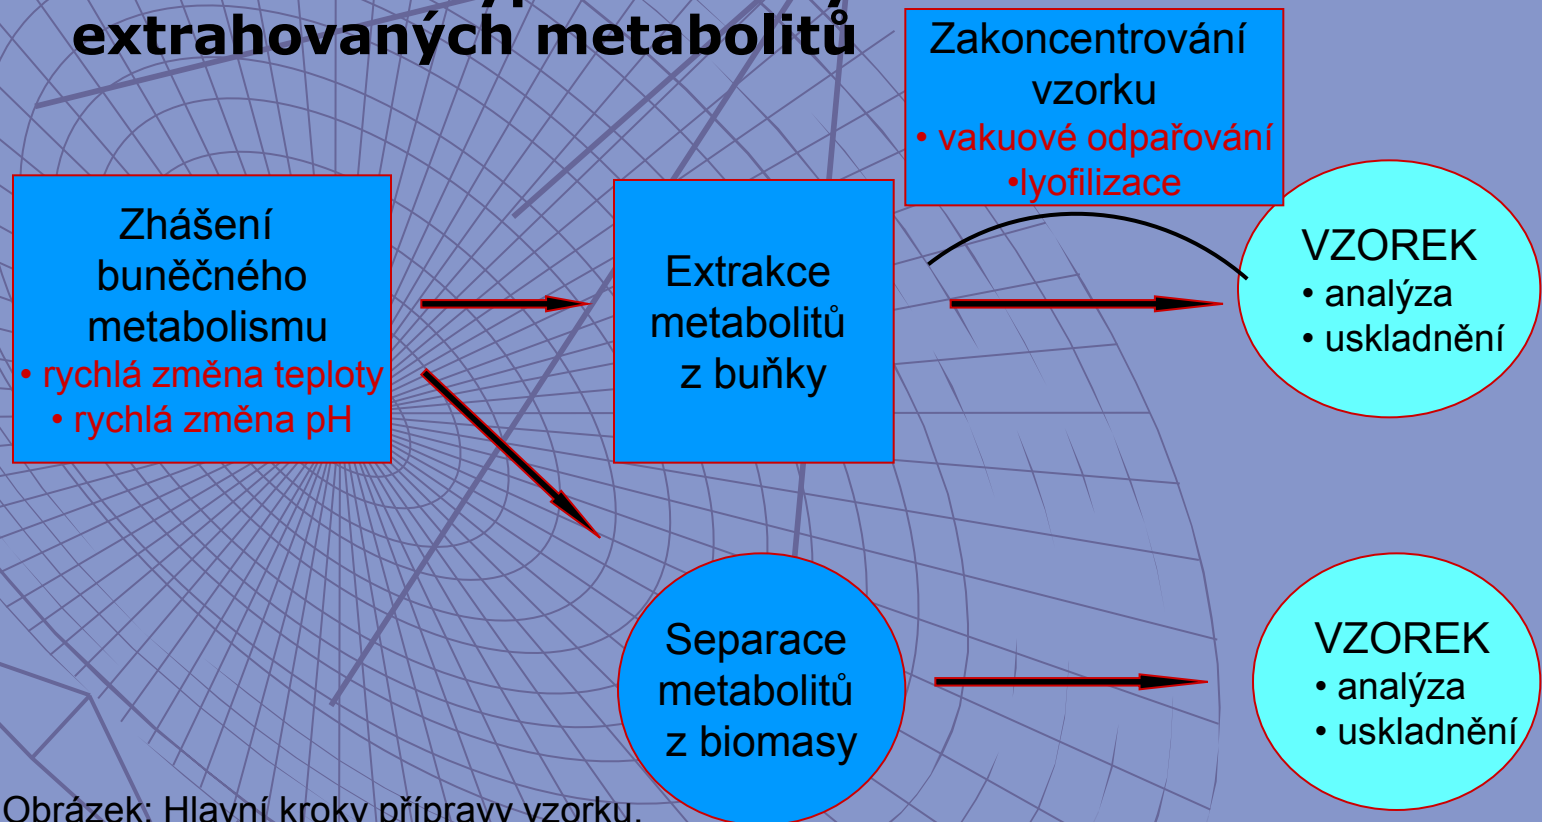 extrahovaných metabolitů
Zakoncentrování
vzorku
• vakuové odpařování
•lyofilizace
Zhášení
buněčného
metabolismu
• rychlá změna teploty
• rychlá změna pH
Extrakce
metabolitů
z buňky
VZOREK
• analýza
• uskladnění
Separace
metabolitů
z biomasy
VZOREK
• analýza
• uskladnění
Obrázek: Hlavní kroky přípravy vzorku.